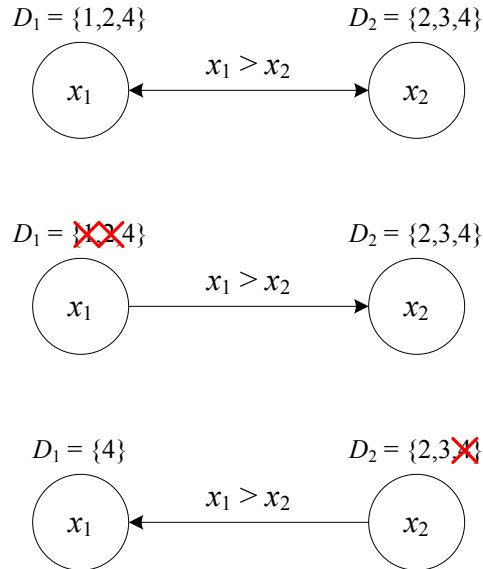 D₁ = {1,2,4} D₂ = {2,3,4}
x₁ > x₂
x₁ x₂
D₁ = {1,2,4} D₂ = {2,3,4}
x₁ > x₂
x₁ x₂
D₁ = {4} D₂ = {2,3,4}
x₁ > x₂
x₁ x₂